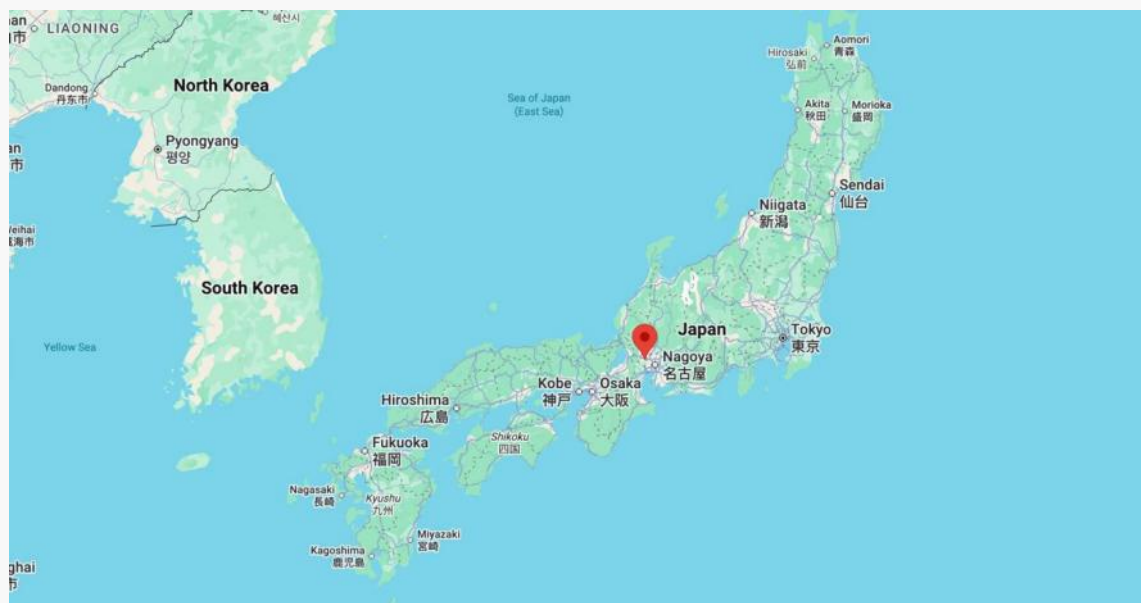 LIAONING
혜산시
Dandong
丹东市
North Korea
Sea of Japan
(East Sea)
Pyongyang
평양
South Korea
Yellow Sea
Hirosaki
弘前
Aomori
青森
Akita
秋田
Morioka
盛岡
Sendai
仙台
Niigata
新潟
Japan
Tokyo
東京
Nagoya
名古屋
Kobe
神戸
Osaka
大阪
Hiroshima
広島
Shikoku
四国
Fukuoka
福岡
Nagasaki
長崎
Kyushu
九州
Miyazaki
宮崎
Kagoshima
鹿児島